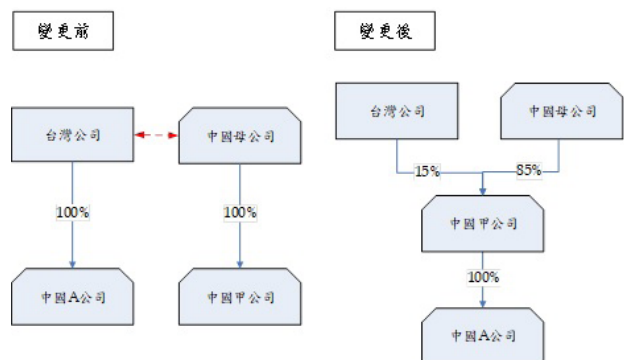 變更前
變更後
台灣公司
中國母公司
100%
100%
中國A公司
中國甲公司
台灣公司
中國母公司
15%
85%
中國甲公司
100%
中國A公司